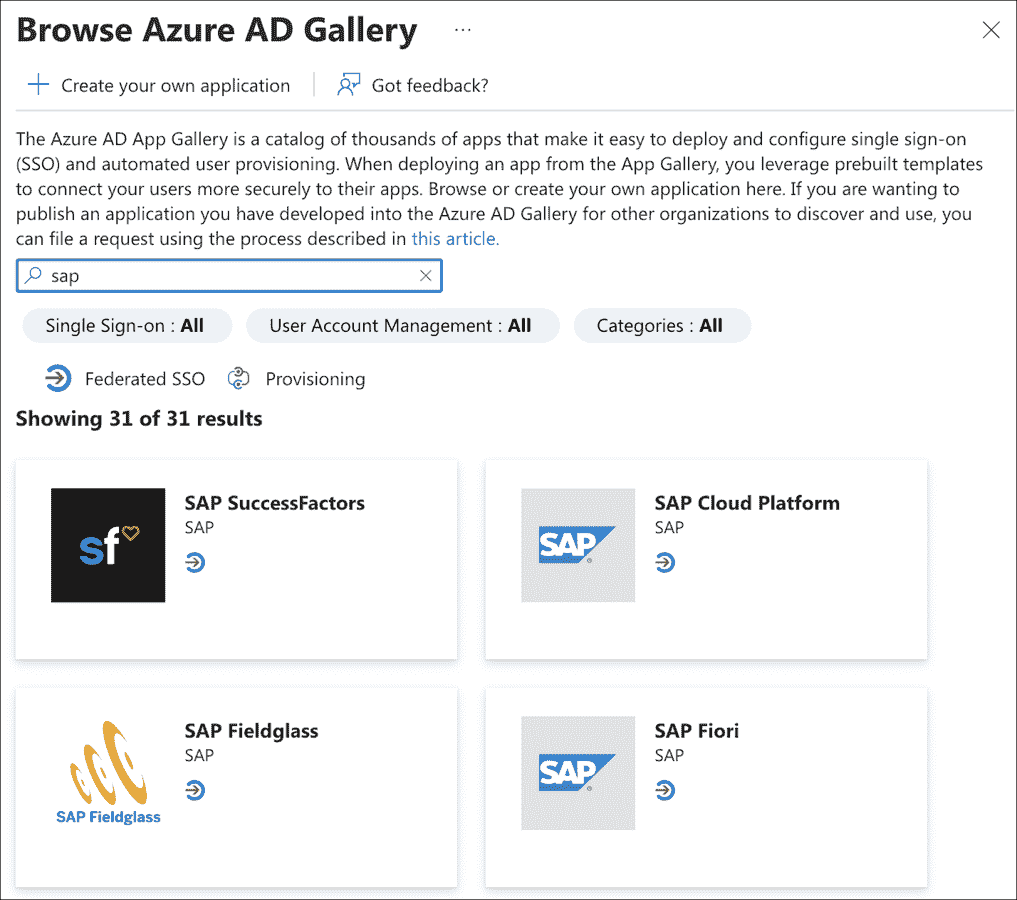 Browse Azure AD Gallery ...
Create your own application
Got feedback?
The Azure AD App Gallery is a catalog of thousands of apps that make it easy to deploy and configure single sign-on
(SSO) and automated user provisioning. When deploying an app from the App Gallery, you leverage prebuilt templates
to connect your users more securely to their apps. Browse or create your own application here. If you are wanting to
publish an application you have developed into the Azure AD Gallery for other organizations to discover and use, you
can file a request using the process described in this article.
sap
Single Sign-on : All
User Account Management : All
Categories : All
Federated SSO
Provisioning
Showing 31 of 31 results
sf
SAP SuccessFactors
SAP
SAP®
SAP Cloud Platform
SAP
SAP Fieldglass
SAP Fieldglass
SAP
SAP®
SAP Fiori
SAP